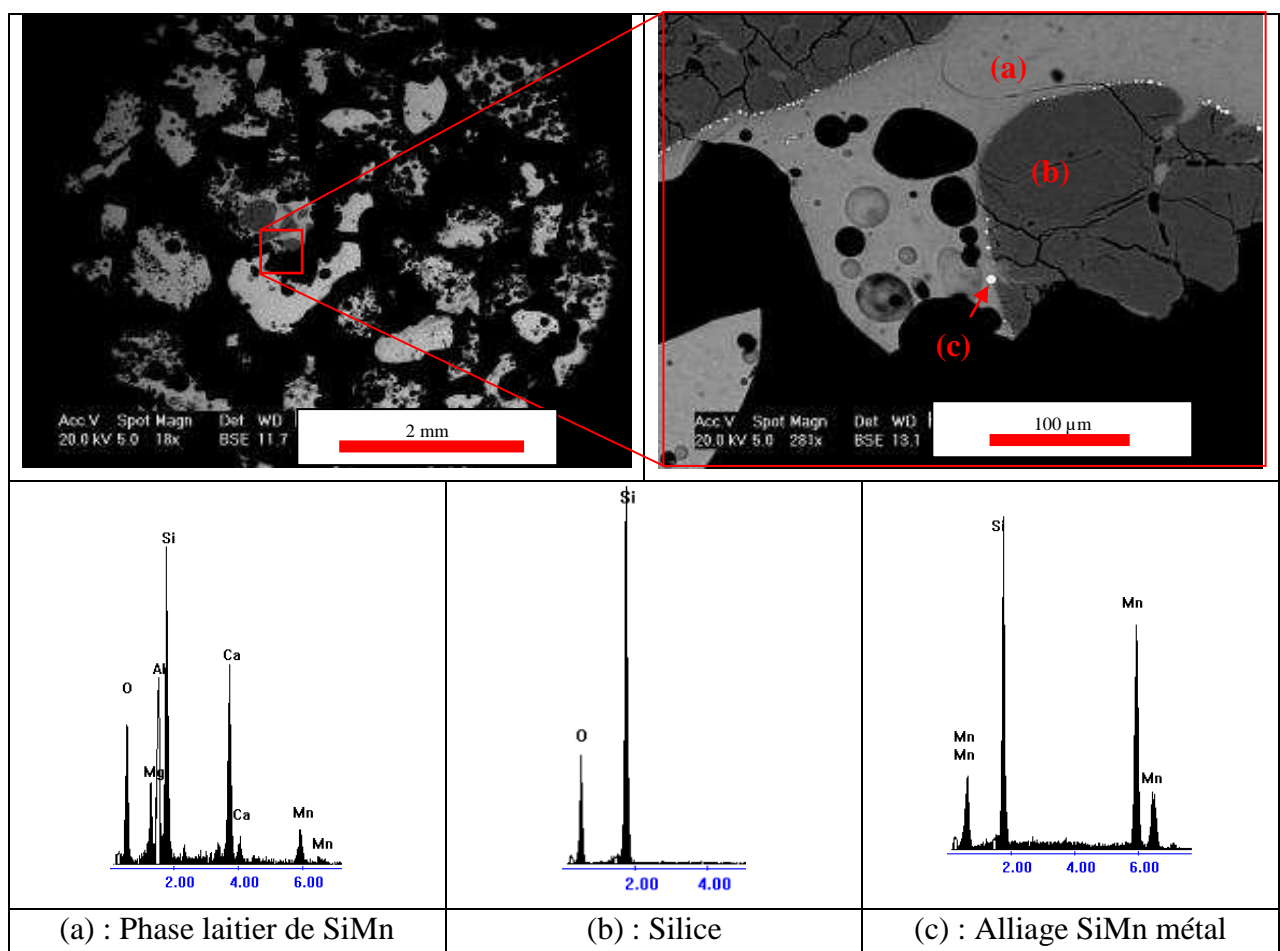 (a)
(b)
(c)
Acc.V Spot Magn Det WD
20.0 kV 5.0 18x BSE 11.7
2 mm
Acc.V Spot Magn Det WD
20.0 kV 5.0 281x BSE 13.1
100 µm
Si
O
Al
Mg
Ca
Ca
Mn
Mn
2.00 4.00 6.00
Si
O
2.00 4.00
Si
Mn
Mn
Mn
Mn
2.00 4.00 6.00
(a) : Phase laitier de SiMn
(b) : Silice
(c) : Alliage SiMn métal